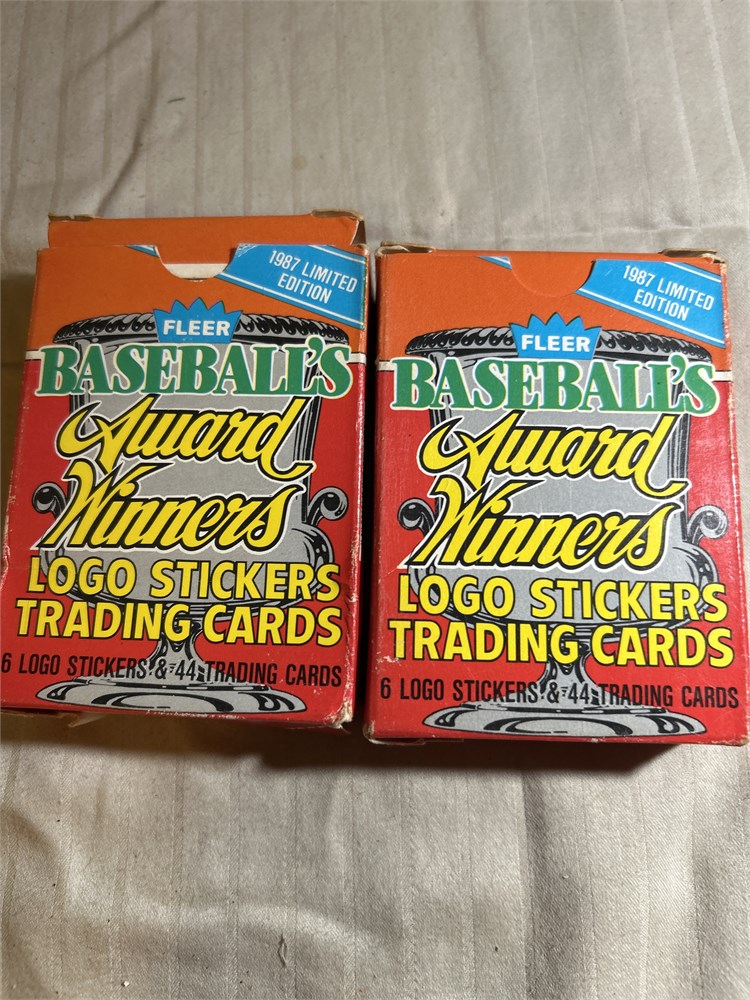 1987 LIMITED
EDITION
FLEER
BASEBALL'S
Award
Winners
LOGO STICKERS
TRADING CARDS
6 LOGO STICKERS & 44 TRADING CARDS
1987 LIMITED
EDITION
FLEER
BASEBALL'S
Award
Winners
LOGO STICKERS
TRADING CARDS
6 LOGO STICKERS & 44 TRADING CARDS